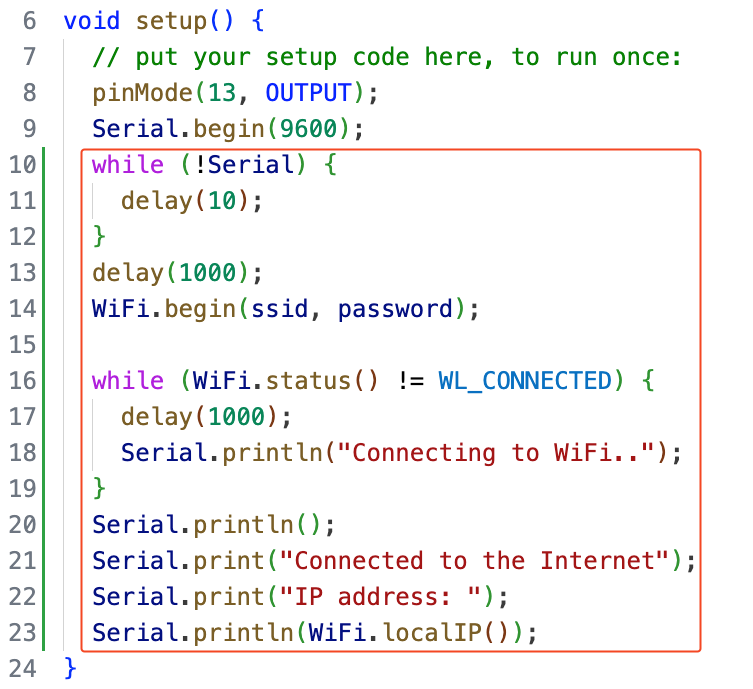 6 void setup() {
7   // put your setup code here, to run once:
8   pinMode(13, OUTPUT);
9   Serial.begin(9600);
10   while (!Serial) {
11     delay(10);
12   }
13   delay(1000);
14   WiFi.begin(ssid, password);
15
16   while (WiFi.status() != WL_CONNECTED) {
17     delay(1000);
18     Serial.println("Connecting to WiFi..");
19   }
20   Serial.println();
21   Serial.print("Connected to the Internet");
22   Serial.print("IP address: ");
23   Serial.println(WiFi.localIP());
24 }